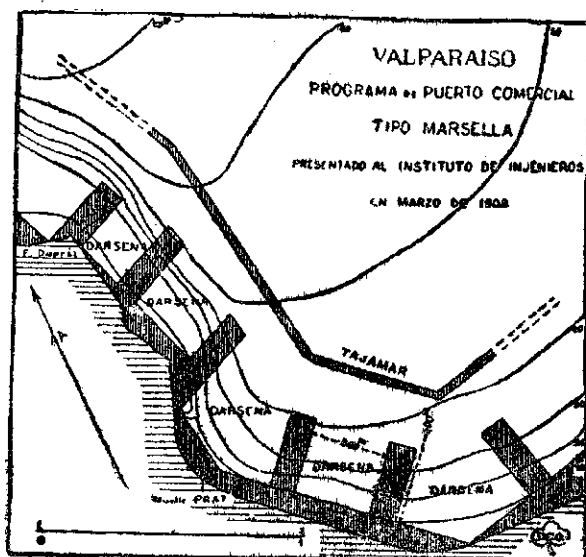 VALPARAISO
PROGRAMA DE PUERTO COMERCIAL
TIPO MARSELLA
PRESENTADO AL INSTITUTO DE INJENIEROS
EN MARZO DE 1908
DARSENA
DARSENA
TAJAMAR
DARSENA
DARSENA
DARSENA
Muelle PRAT